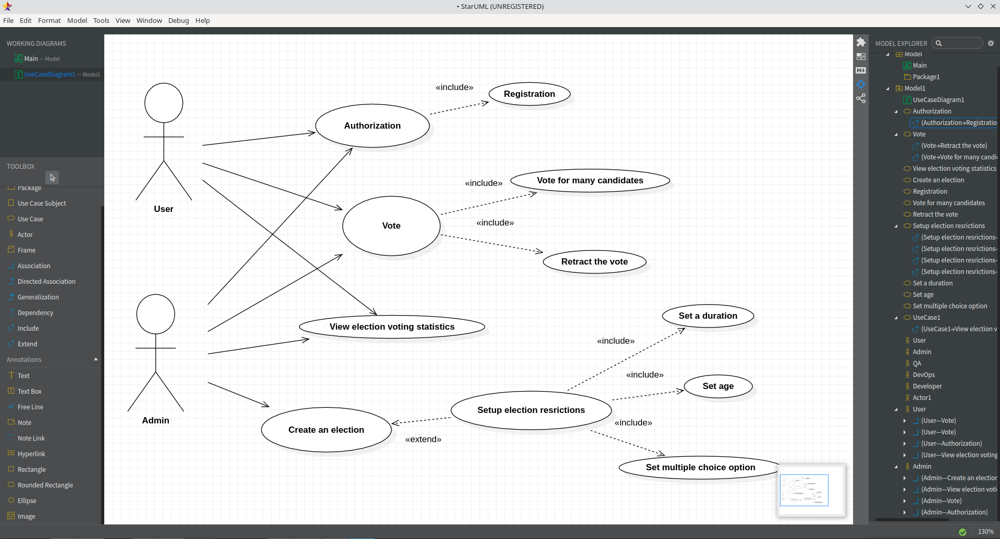 • StarUML (UNREGISTERED)
File Edit Format Model Tools View Window Debug Help
WORKING DIAGRAMS
Main — Model
UseCaseDiagram1 — Model1
TOOLBOX
Package
Use Case Subject
Use Case
Actor
Frame
Association
Directed Association
Generalization
Dependency
Include
Extend
Annotations
Text
Text Box
Free Line
Note
Note Link
Hyperlink
Rectangle
Rounded Rectangle
Ellipse
Image
User
Admin
Authorization
«include»
Registration
Vote
«include»
Vote for many candidates
«include»
Retract the vote
View election voting statistics
Create an election
«extend»
Setup election resrictions
«include»
Set a duration
«include»
Set age
«include»
Set multiple choice option
MODEL EXPLORER
Model
Main
Package1
Model1
UseCaseDiagram1
Authorization
(Authorization→Registratio
Vote
(Vote→Retract the vote)
(Vote→Vote for many candi
View election voting statistics
Create an election
Registration
Vote for many candidates
Retract the vote
Setup election resrictions
(Setup election resrictions-
(Setup election resrictions-
(Setup election resrictions-
(Setup election resrictions-
Set a duration
Set age
Set multiple choice option
UseCase1
(UseCase1→View election v
User
Admin
QA
DevOps
Developer
Actor1
User
(User—Vote)
(User—Vote)
(User—Authorization)
(User—View election voting
Admin
(Admin—Create an election
(Admin—View election voti
(Admin—Vote)
(Admin—Authorization)
130%